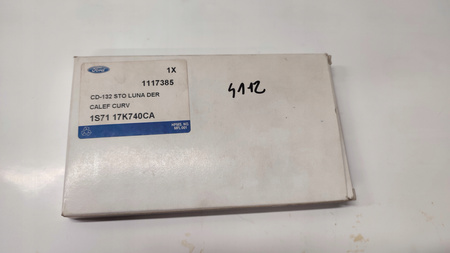 Ford
1X
1117385
CD-132 STO LUNA DER
CALEF CURV
1S71 17K740CA
4112